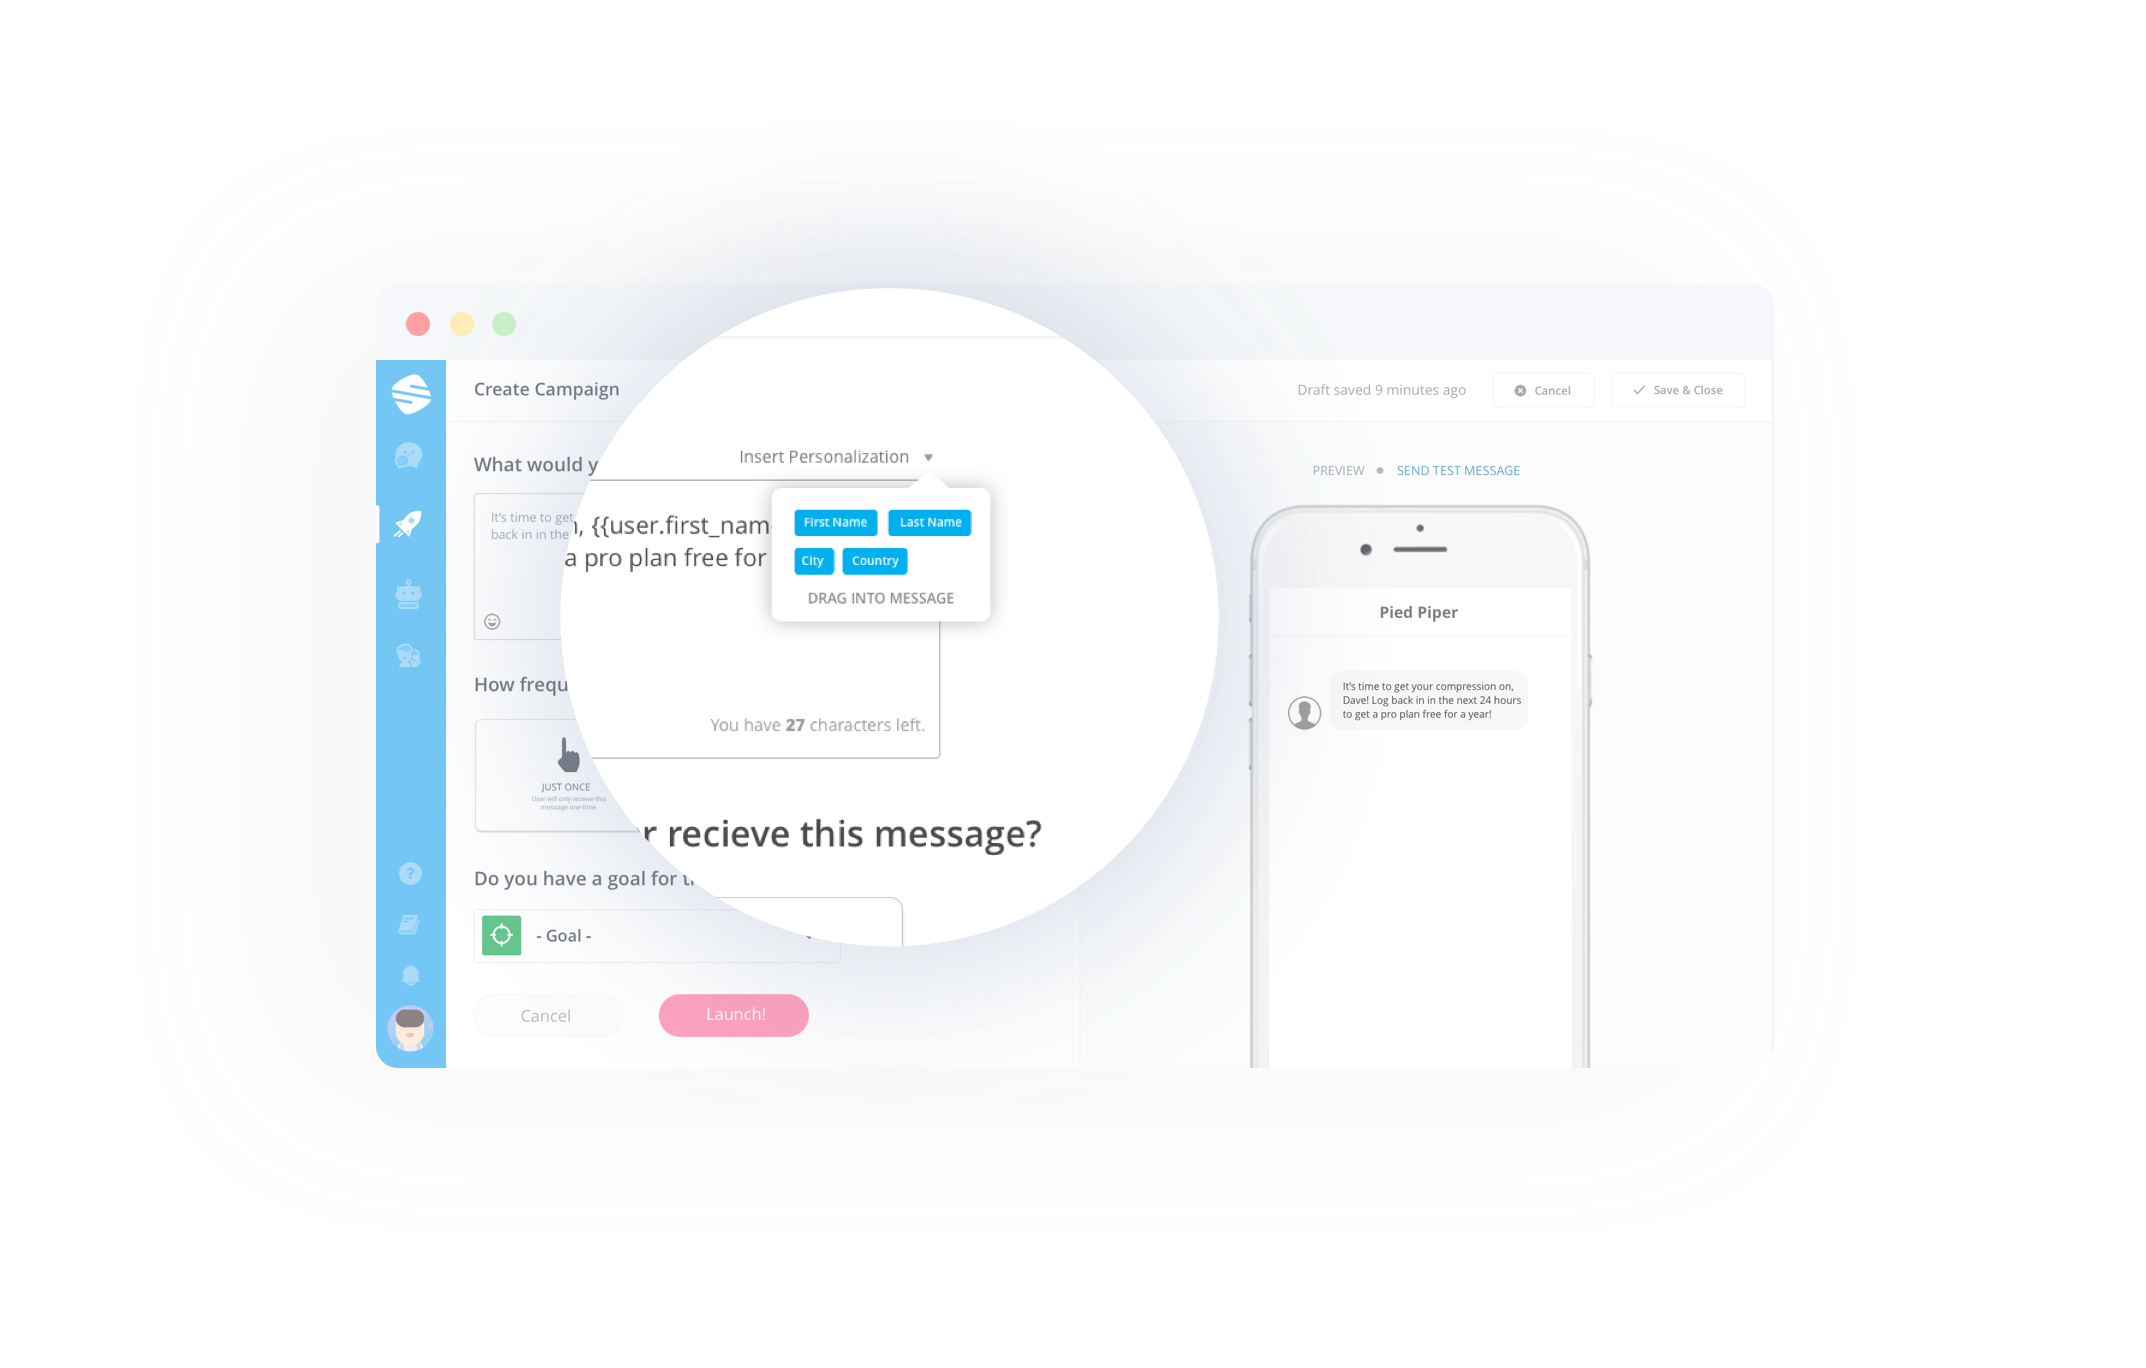 Create Campaign
Draft saved 9 minutes ago
Cancel
Save & Close
What would y
Insert Personalization
It's time to get
back in in the
, {{user.first_nam
a pro plan free for
First Name
Last Name
City
Country
DRAG INTO MESSAGE
You have 27 characters left.
How frequ
r recieve this message?
JUST ONCE
User will only receive this
message one-time
Do you have a goal for t
- Goal -
Cancel
Launch!
PREVIEW
SEND TEST MESSAGE
Pied Piper
It's time to get your compression on,
Dave! Log back in in the next 24 hours
to get a pro plan free for a year!